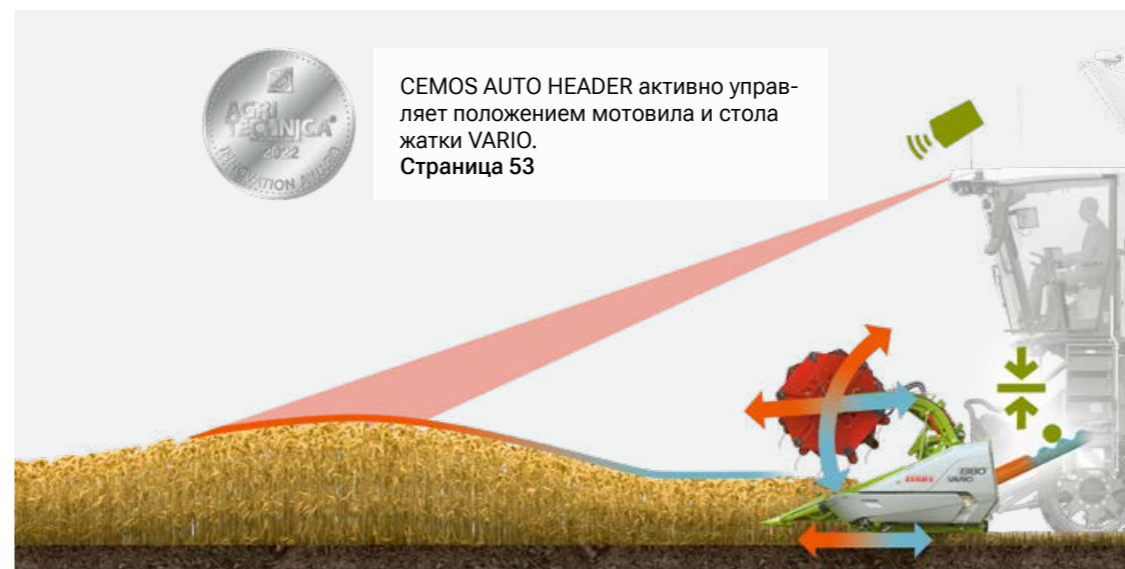 CEMOS AUTO HEADER активно управ-
ляет положением мотовила и стола
жатки VARIO.
Страница 53
AGRI
TECHNICA
2022
INNOVATION AWARD
CLAAS
1380
VARIO